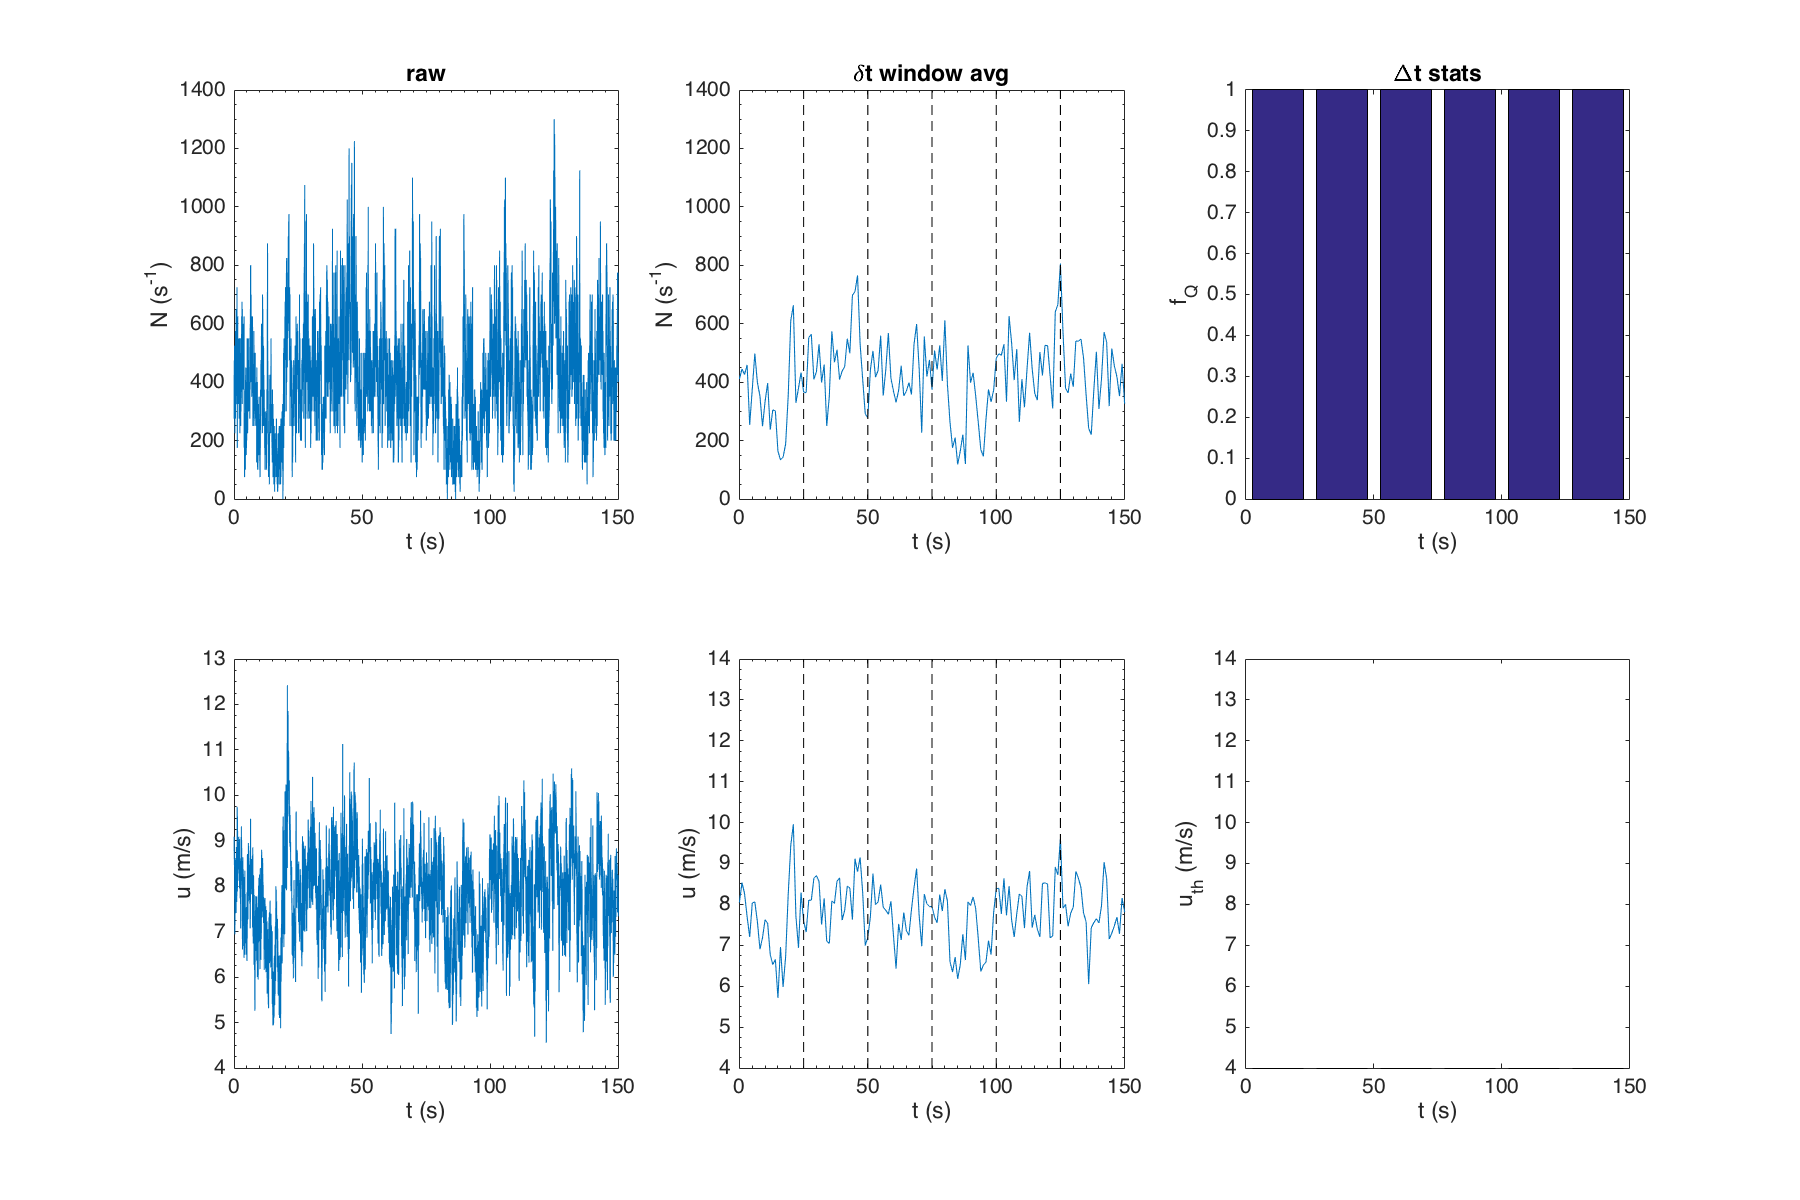 raw
1400
1200
1000
800
600
400
200
0
N (s-1)
0 50 100 150
t (s)
δt window avg
1400
1200
1000
800
600
400
200
0
N (s-1)
0 50 100 150
t (s)
Δt stats
1
0.9
0.8
0.7
0.6
0.5
0.4
0.3
0.2
0.1
0
fQ
0 50 100 150
t (s)
13
12
11
10
9
8
7
6
5
4
u (m/s)
0 50 100 150
t (s)
14
13
12
11
10
9
8
7
6
5
4
u (m/s)
0 50 100 150
t (s)
14
13
12
11
10
9
8
7
6
5
4
uth (m/s)
0 50 100 150
t (s)